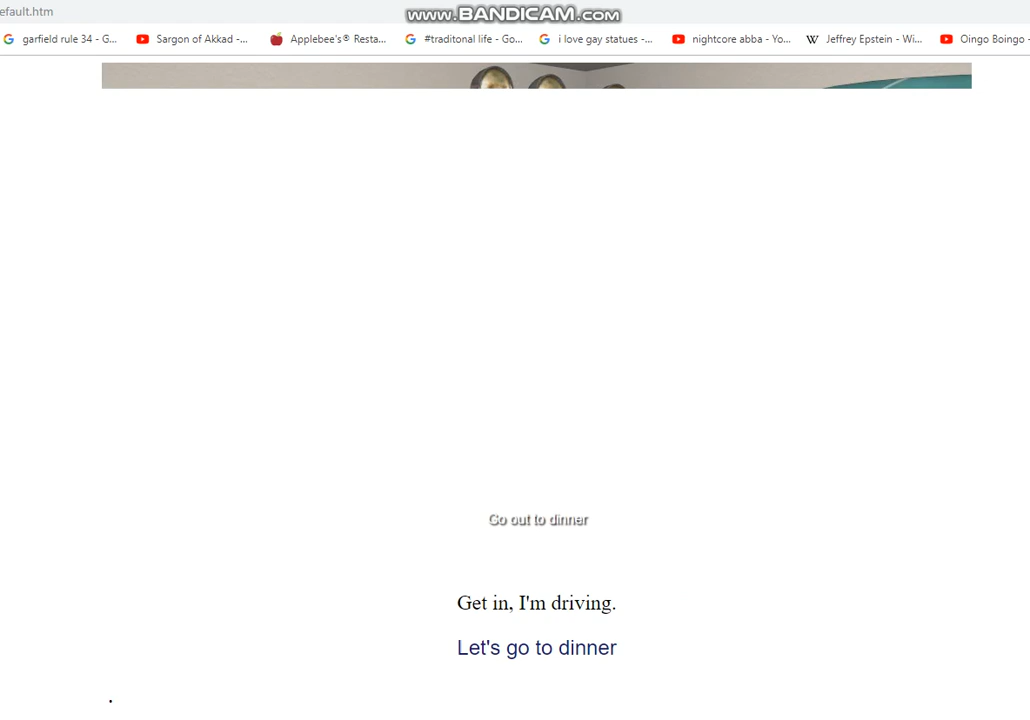 efault.htm
www.BANDICAM.com
garfield rule 34 - G... Sargon of Akkad -... Applebee's® Resta... #traditonal life - Go... i love gay statues -... nightcore abba - Yo... Jeffrey Epstein - Wi... Oingo Boingo -
Go out to dinner
Get in, I'm driving.
Let's go to dinner
.